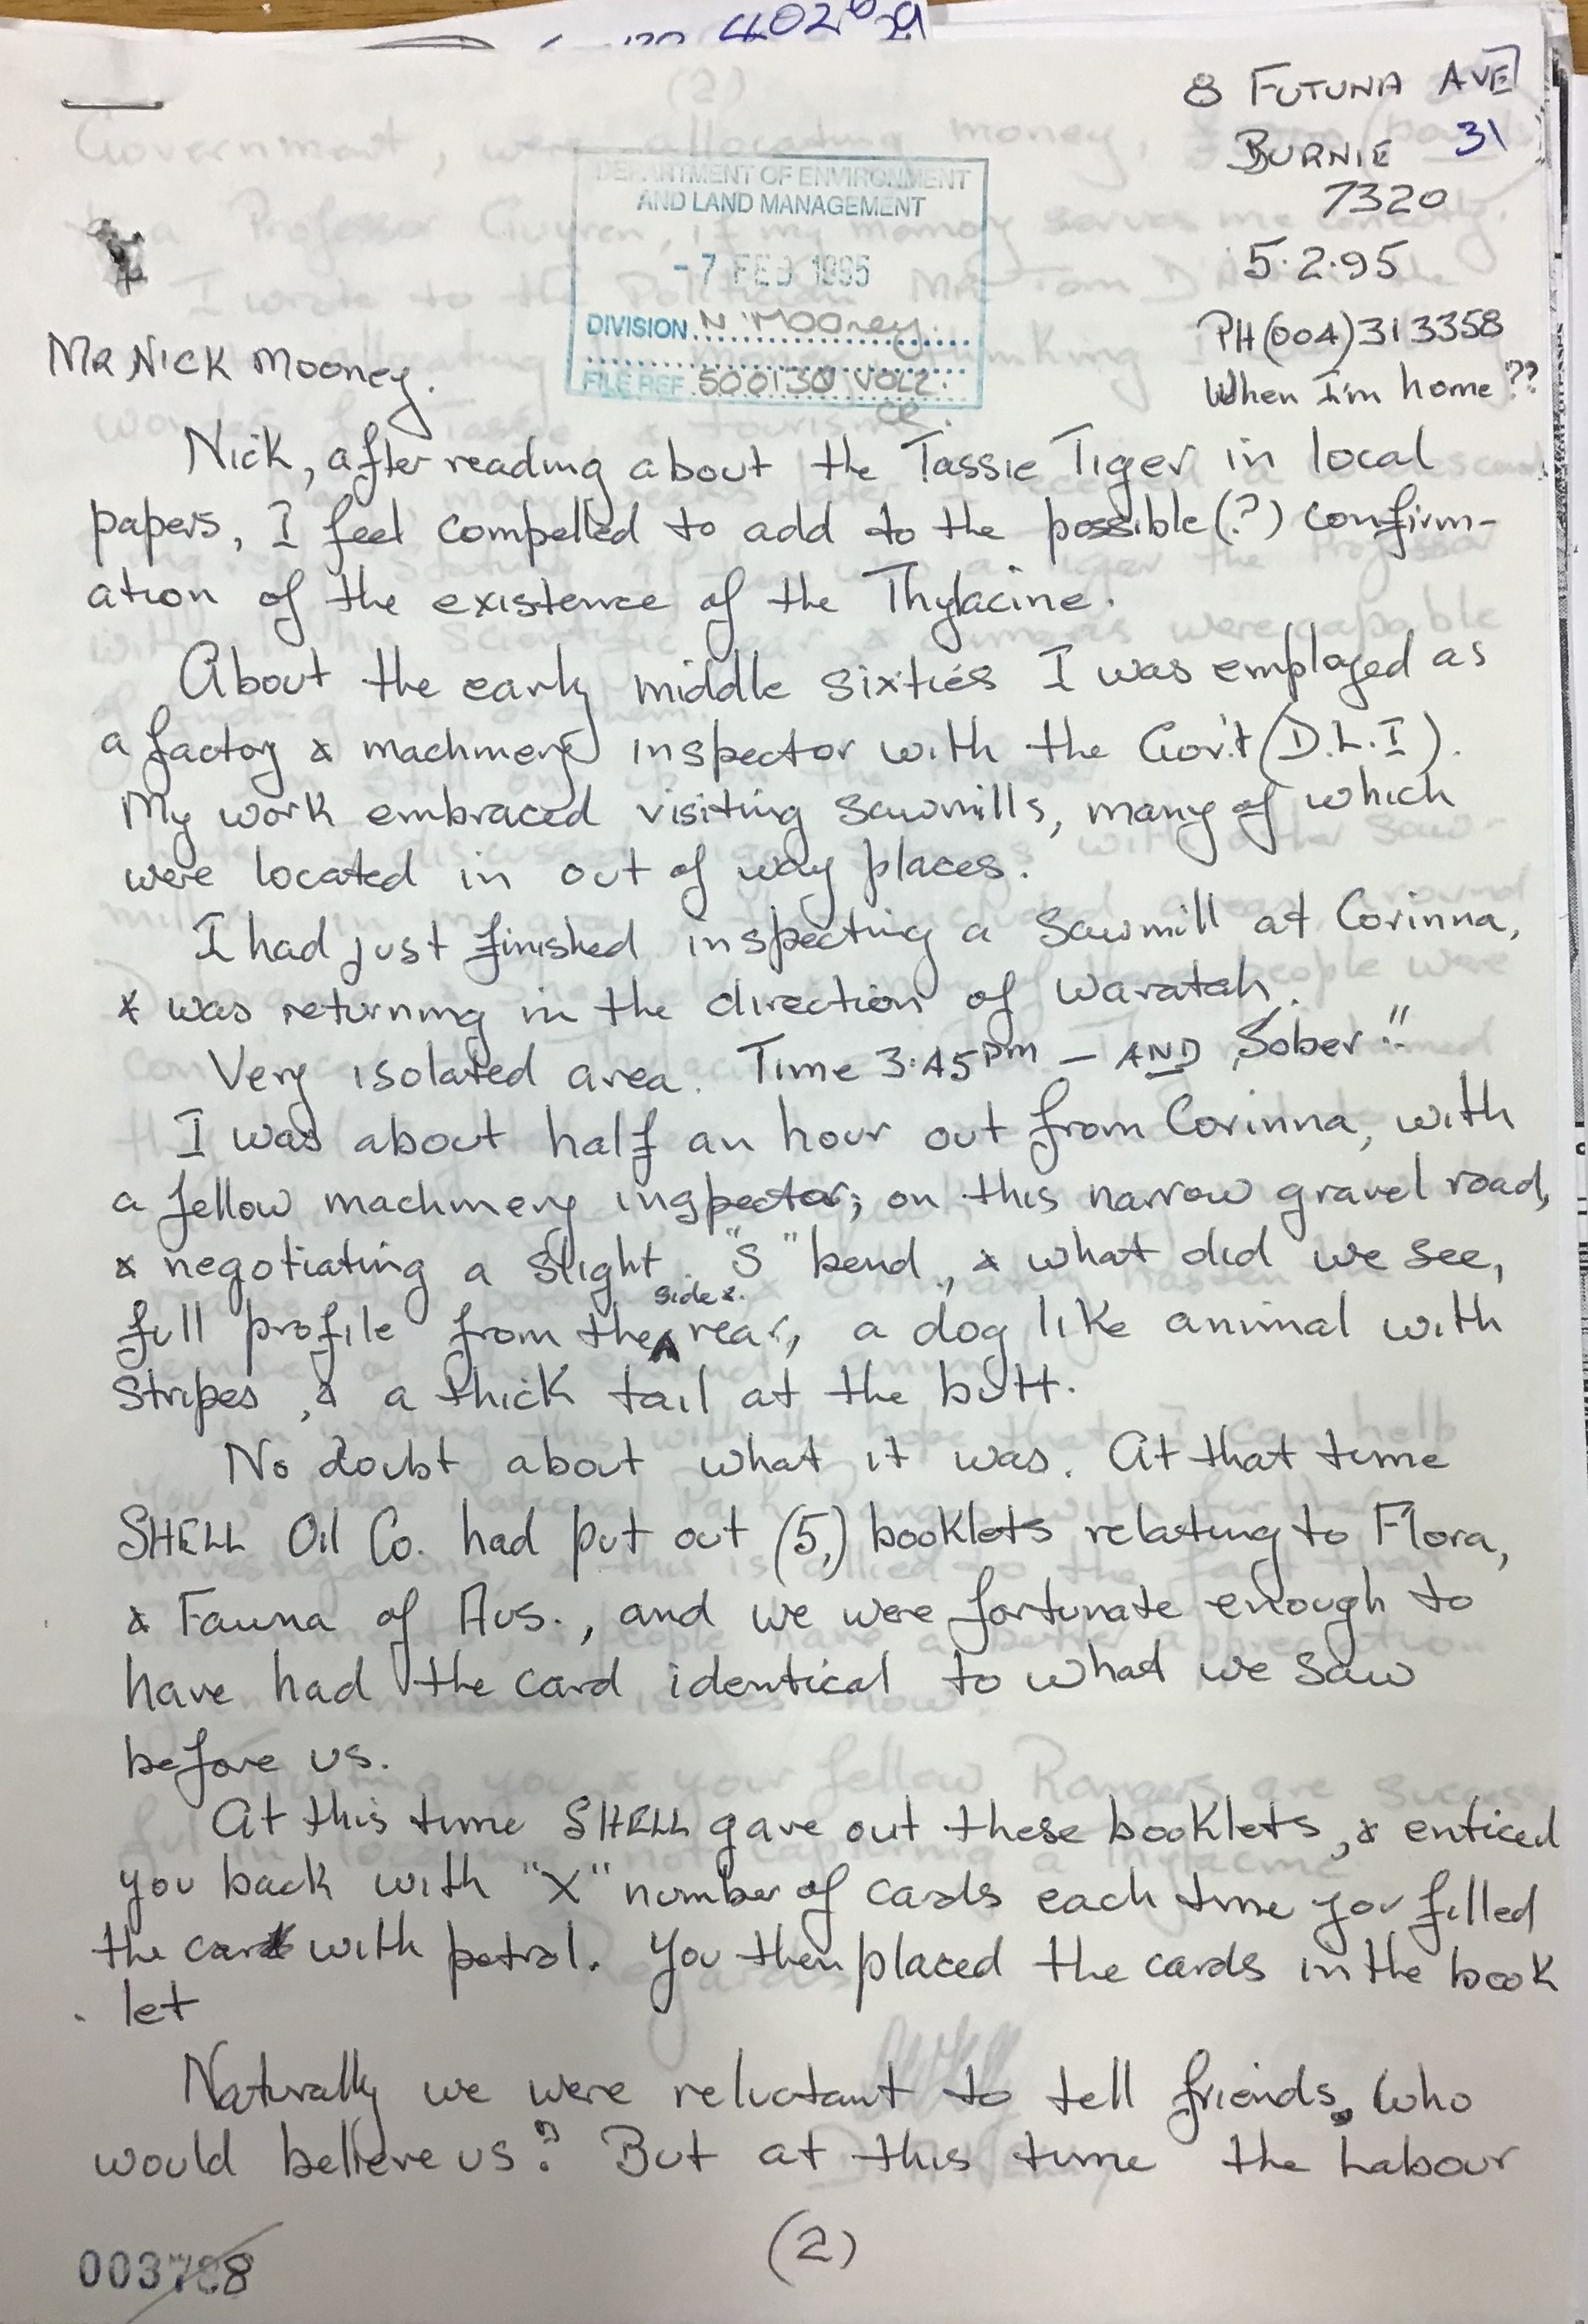 8 FUTUNA AVE
BURNIE 31
7320
5.2.95
PH (004) 313358
When I'm home ??
DEPARTMENT OF ENVIRONMENT
AND LAND MANAGEMENT
- 7 FEB 1995
DIVISION N. Mooney.
FILE REF 500130 VOL2.
MR NICK Mooney.
Nick, after reading about the Tassie Tiger in local
papers, I feel compelled to add to the possible (?) confirm-
ation of the existence of the Thylacine.
About the early middle sixties I was employed as
a factory & machinery inspector with the Gov't (D.L.I).
My work embraced visiting sawmills, many of which
were located in out of way places.
I had just finished inspecting a sawmill at Corinna,
& was returning in the direction of Waratah.
Very isolated area. Time 3:45PM - AND Sober!!
I was about half an hour out from Corinna, with
a fellow machinery inspector; on this narrow gravel road,
& negotiating a slight "S" bend, & what did we see,
full profile from the side & rear, a dog like animal with
stripes, & a thick tail at the butt.
No doubt about what it was. At that time
SHELL Oil Co. had put out (5) booklets relating to Flora,
& Fauna of Aus., and we were fortunate enough to
have had the card identical to what we saw
before us.
At this time SHELL gave out these booklets, & enticed
you back with "X" number of cards each time you filled
the car with petrol. You then placed the cards in the book
let
Naturally we were reluctant to tell friends. Who
would believe us? But at this time the Labour
(2)